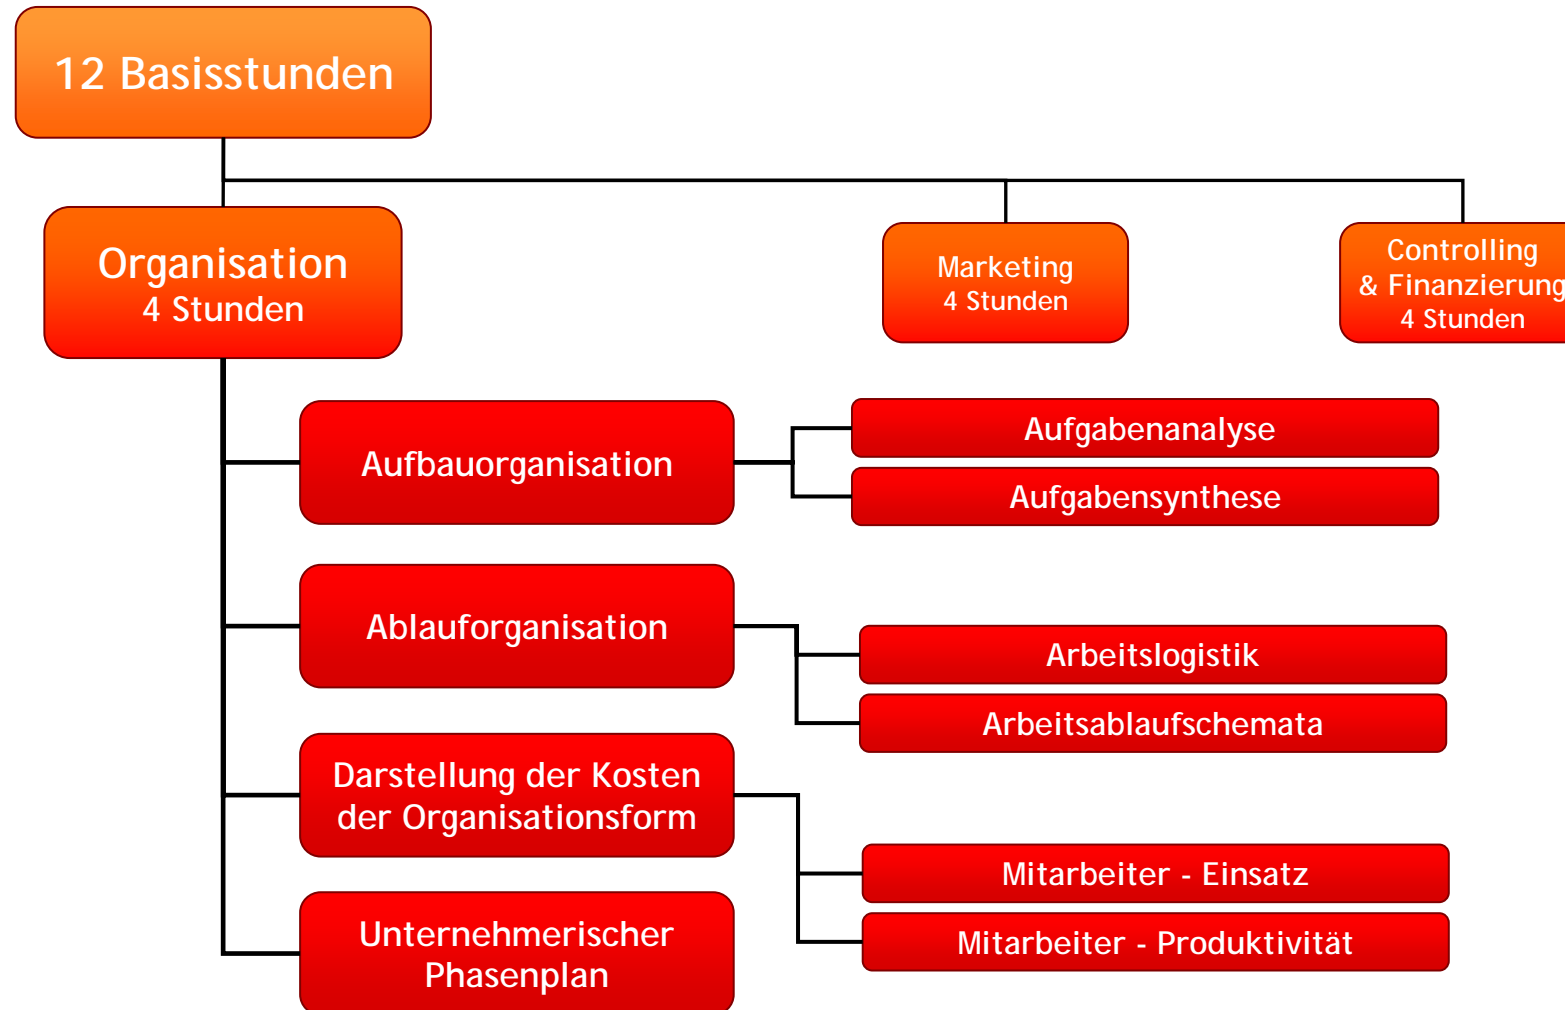 12 Basisstunden
Organisation
4 Stunden
Marketing
4 Stunden
Controlling
& Finanzierung
4 Stunden
Aufbauorganisation
Aufgabenanalyse
Aufgabensynthese
Ablauforganisation
Arbeitslogistik
Arbeitsablaufschemata
Darstellung der Kosten
der Organisationsform
Mitarbeiter - Einsatz
Mitarbeiter - Produktivität
Unternehmerischer
Phasenplan